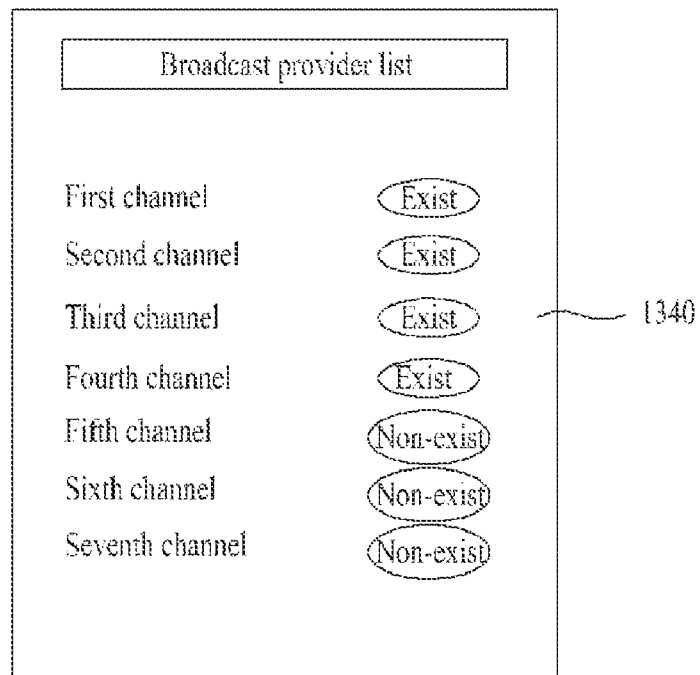 Broadcast provider list
First channel Exist
Second channel Exist
Third channel Exist
1340
Fourth channel Exist
Fifth channel Non-exist
Sixth channel Non-exist
Seventh channel Non-exist